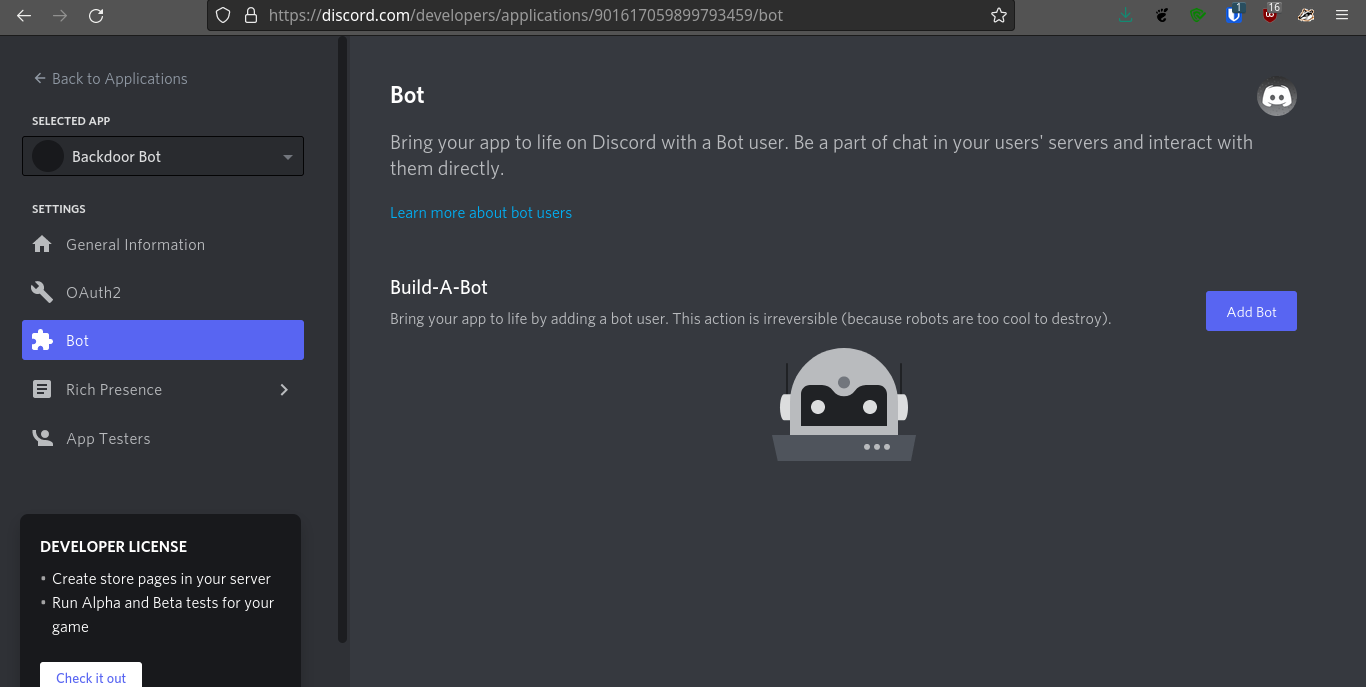 https://discord.com/developers/applications/901617059899793459/bot
1
16
Back to Applications
SELECTED APP
Backdoor Bot
SETTINGS
General Information
OAuth2
Bot
Rich Presence
App Testers
DEVELOPER LICENSE
• Create store pages in your server
• Run Alpha and Beta tests for your
game
Check it out
Bot
Bring your app to life on Discord with a Bot user. Be a part of chat in your users' servers and interact with
them directly.
Learn more about bot users
Build-A-Bot
Bring your app to life by adding a bot user. This action is irreversible (because robots are too cool to destroy).
Add Bot